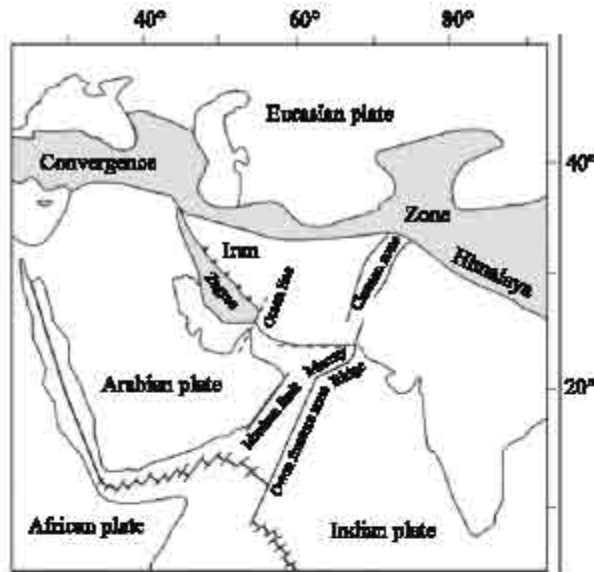 40° 60° 80°
Eurasian plate
Convergence
40°
Zone
Iran
Himalaya
Zagros
Oman line
Chaman zone
Arabian plate
Murray
Ridge
20°
Owen fracture zone
African plate
Indian plate